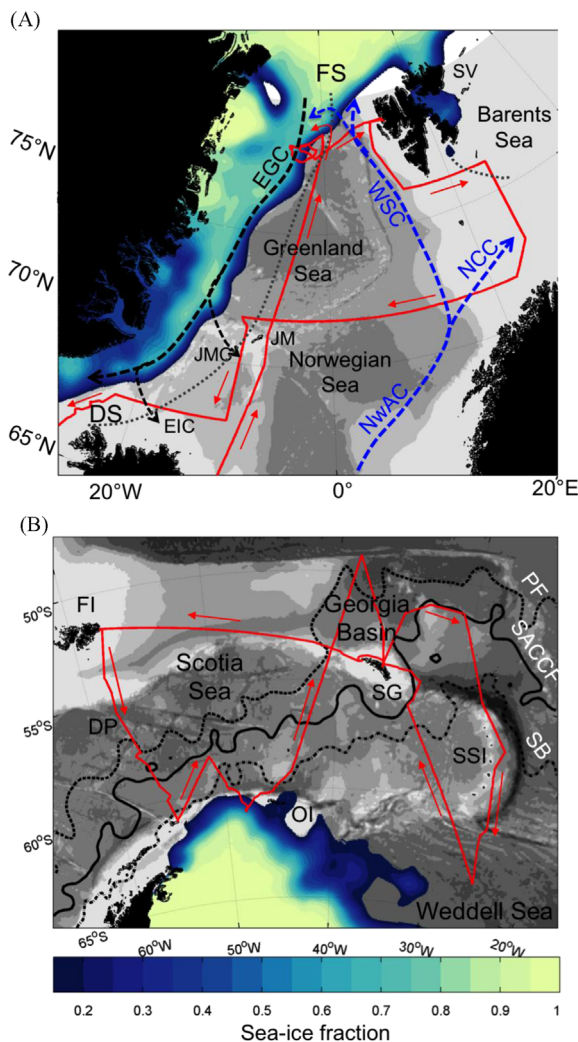 (A)
FS
SV
Barents
Sea
75°N
EGC
WSC
Greenland
Sea
NCC
70°N
JMC
JM
Norwegian
Sea
DS
EIC
NwAC
65°N
20°W
0°
20°E
(B)
50°S
FI
Georgia
Basin
PF
SACCF
Scotia
Sea
SG
55°S
DP
SSI
SB
OI
60°S
Weddell Sea
65°S
60°W
50°W
40°W
30°W
20°W
0.2 0.3 0.4 0.5 0.6 0.7 0.8 0.9 1
Sea-ice fraction